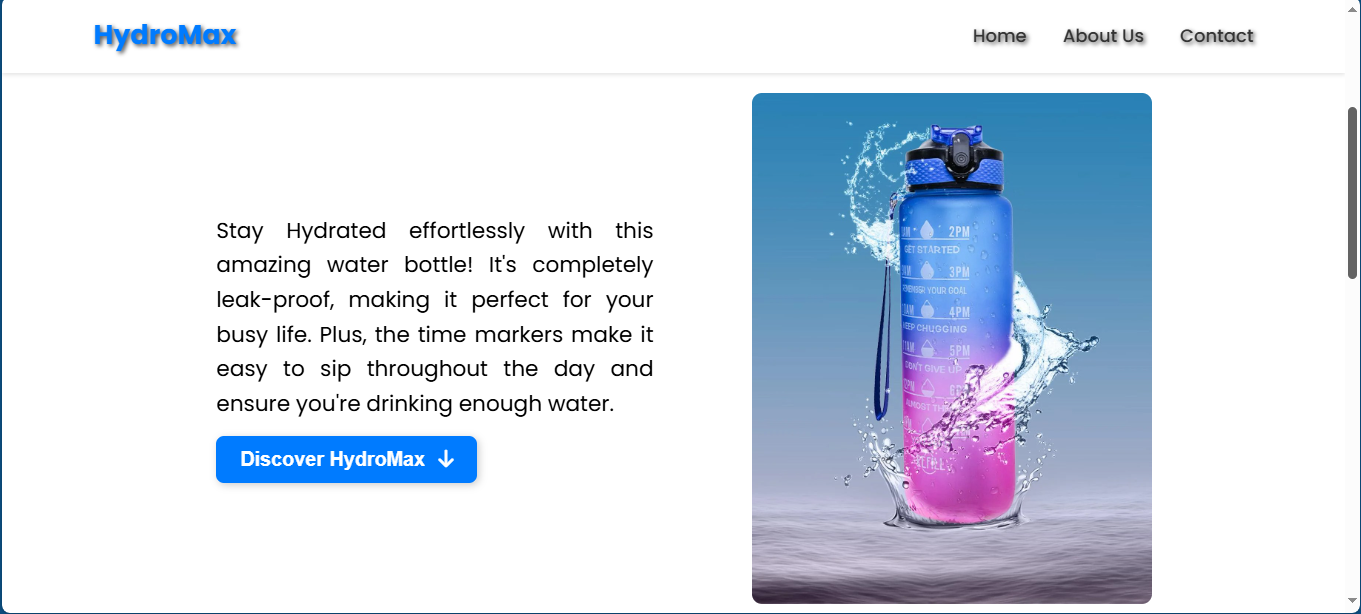 HydroMax
Home About Us Contact
Stay Hydrated effortlessly with this
amazing water bottle! It's completely
leak-proof, making it perfect for your
busy life. Plus, the time markers make it
easy to sip throughout the day and
ensure you're drinking enough water.
Discover HydroMax ↓
2PM
GET STARTED
3PM
REMEMBER YOUR GOAL
4PM
KEEP CHUGGING
5PM
DON'T GIVE UP
ALMOST